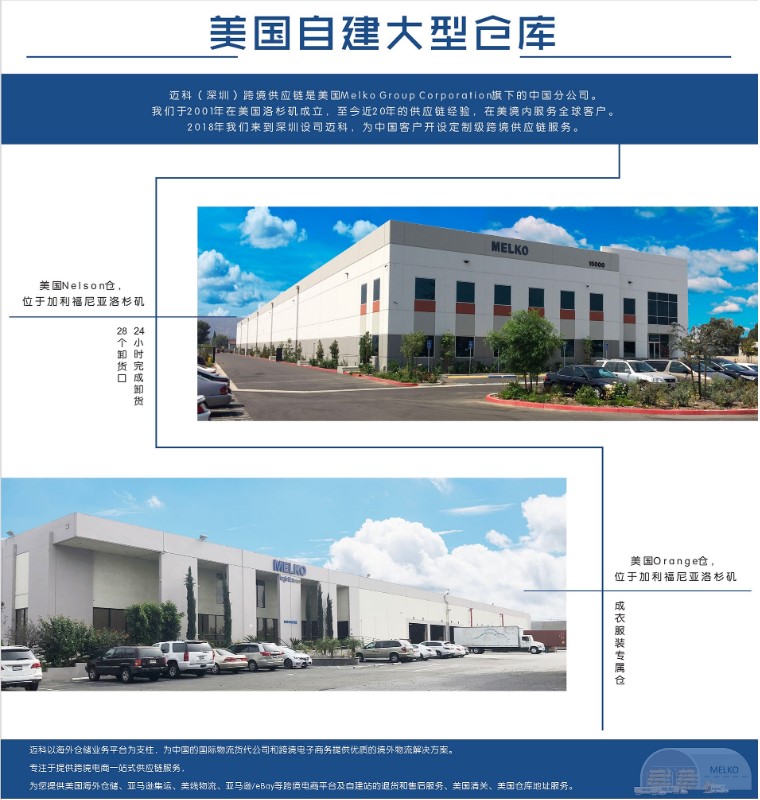 美国自建大型仓库
迈科（深圳）跨境供应链是美国Melko Group Corporation旗下的中国分公司。
我们于2001年在美国洛杉矶成立，至今近20年的供应链经验，在美境内服务全球客户。
2018年我们来到深圳设司迈科，为中国客户开设定制级跨境供应链服务。
MELKO
15000
美国Nelson仓，
位于加利福尼亚洛杉矶
24小时完成卸货
28个卸货口
MELKO
美国Orange仓，
位于加利福尼亚洛杉矶
成衣服装专属仓
迈科以海外仓储业务平台为支柱，为中国的国际物流货代公司和跨境电子商务提供优质的境外物流解决方案。
专注于提供跨境电商一站式供应链服务。
为您提供美国海外仓储、亚马逊集运、美线物流、亚马逊/eBay等跨境电商平台及自建站的退货和售后服务、美国清关、美国仓库地址服务。
MELKO